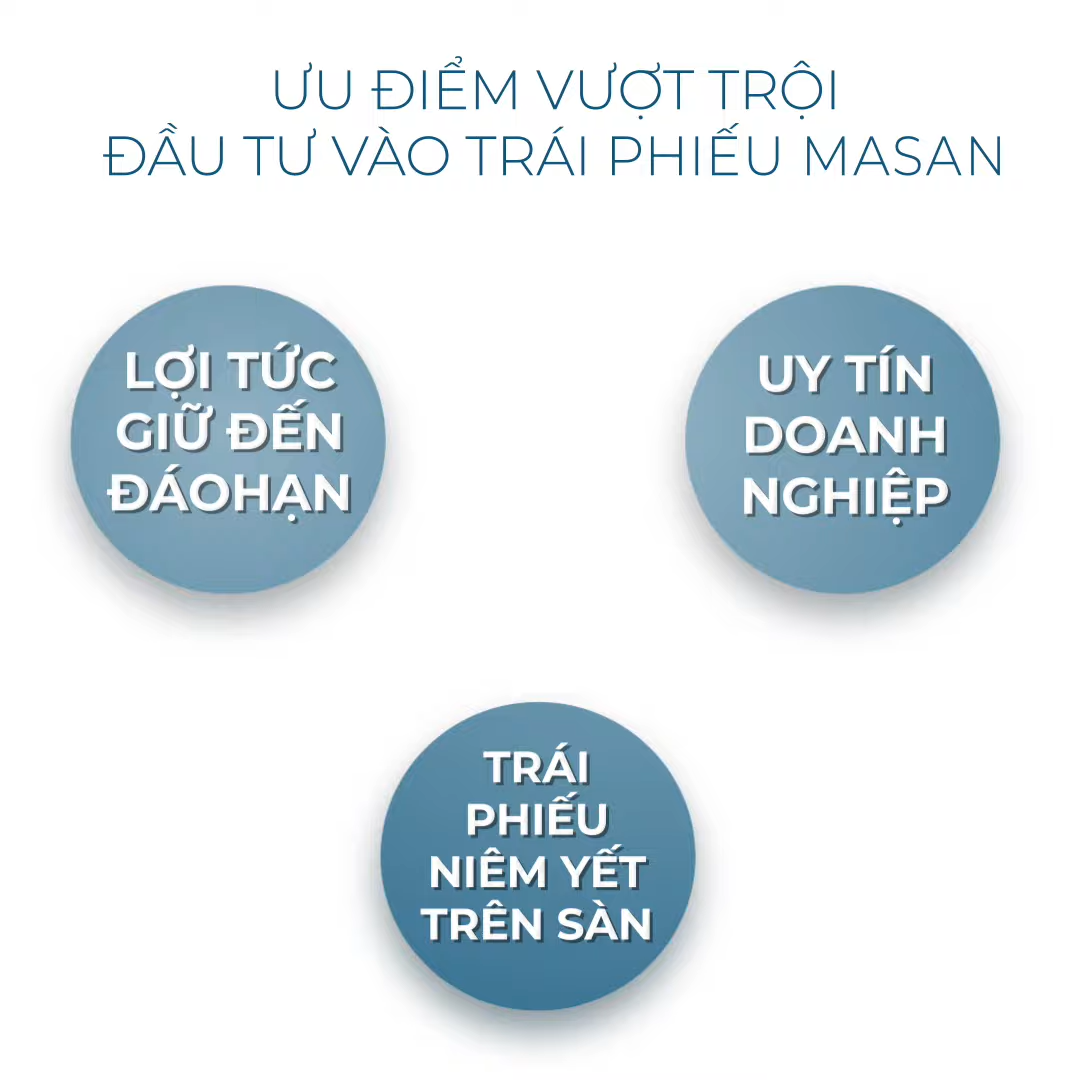 ƯU ĐIỂM VƯỢT TRỘI
ĐẦU TƯ VÀO TRÁI PHIẾU MASAN
LỢI TỨC
GIỮ ĐẾN
ĐÁOHẠN
UY TÍN
DOANH
NGHIỆP
TRÁI
PHIẾU
NIÊM YẾT
TRÊN SÀN